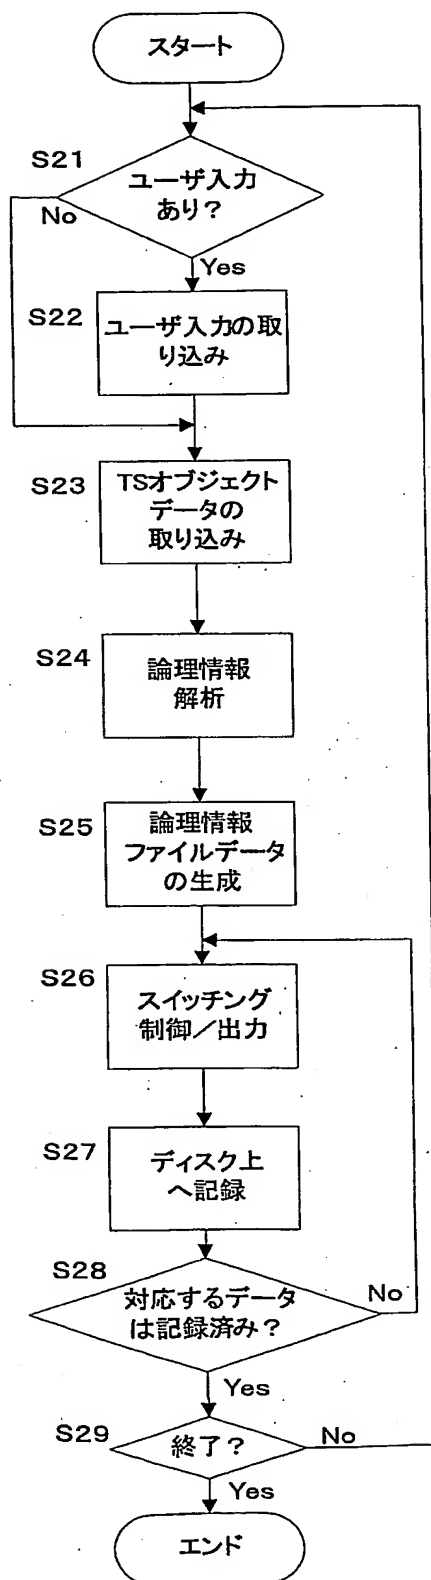 スタート
S21
ユーザ入力
あり？
No
Yes
S22
ユーザ入力の取
り込み
S23
TSオブジェクト
データの
取り込み
S24
論理情報
解析
S25
論理情報
ファイルデータ
の生成
S26
スイッチング
制御／出力
S27
ディスク上
へ記録
S28
対応するデータ
は記録済み？
No
Yes
S29
終了？
No
Yes
エンド